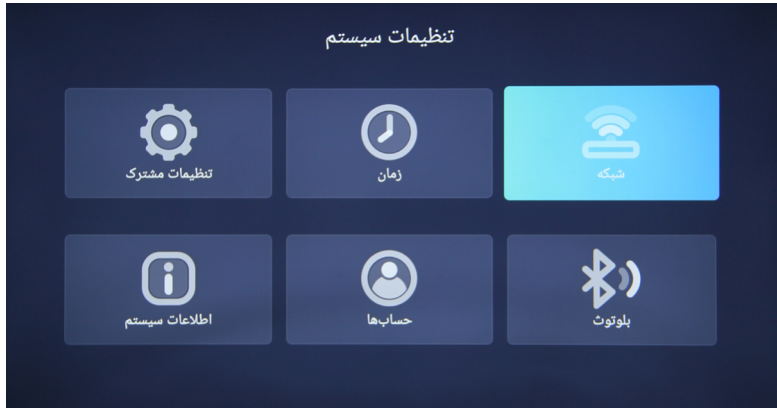 تنظیمات سیستم
شبکه
زمان
تنظیمات مشترک
بلوتوث
حساب‌ها
اطلاعات سیستم